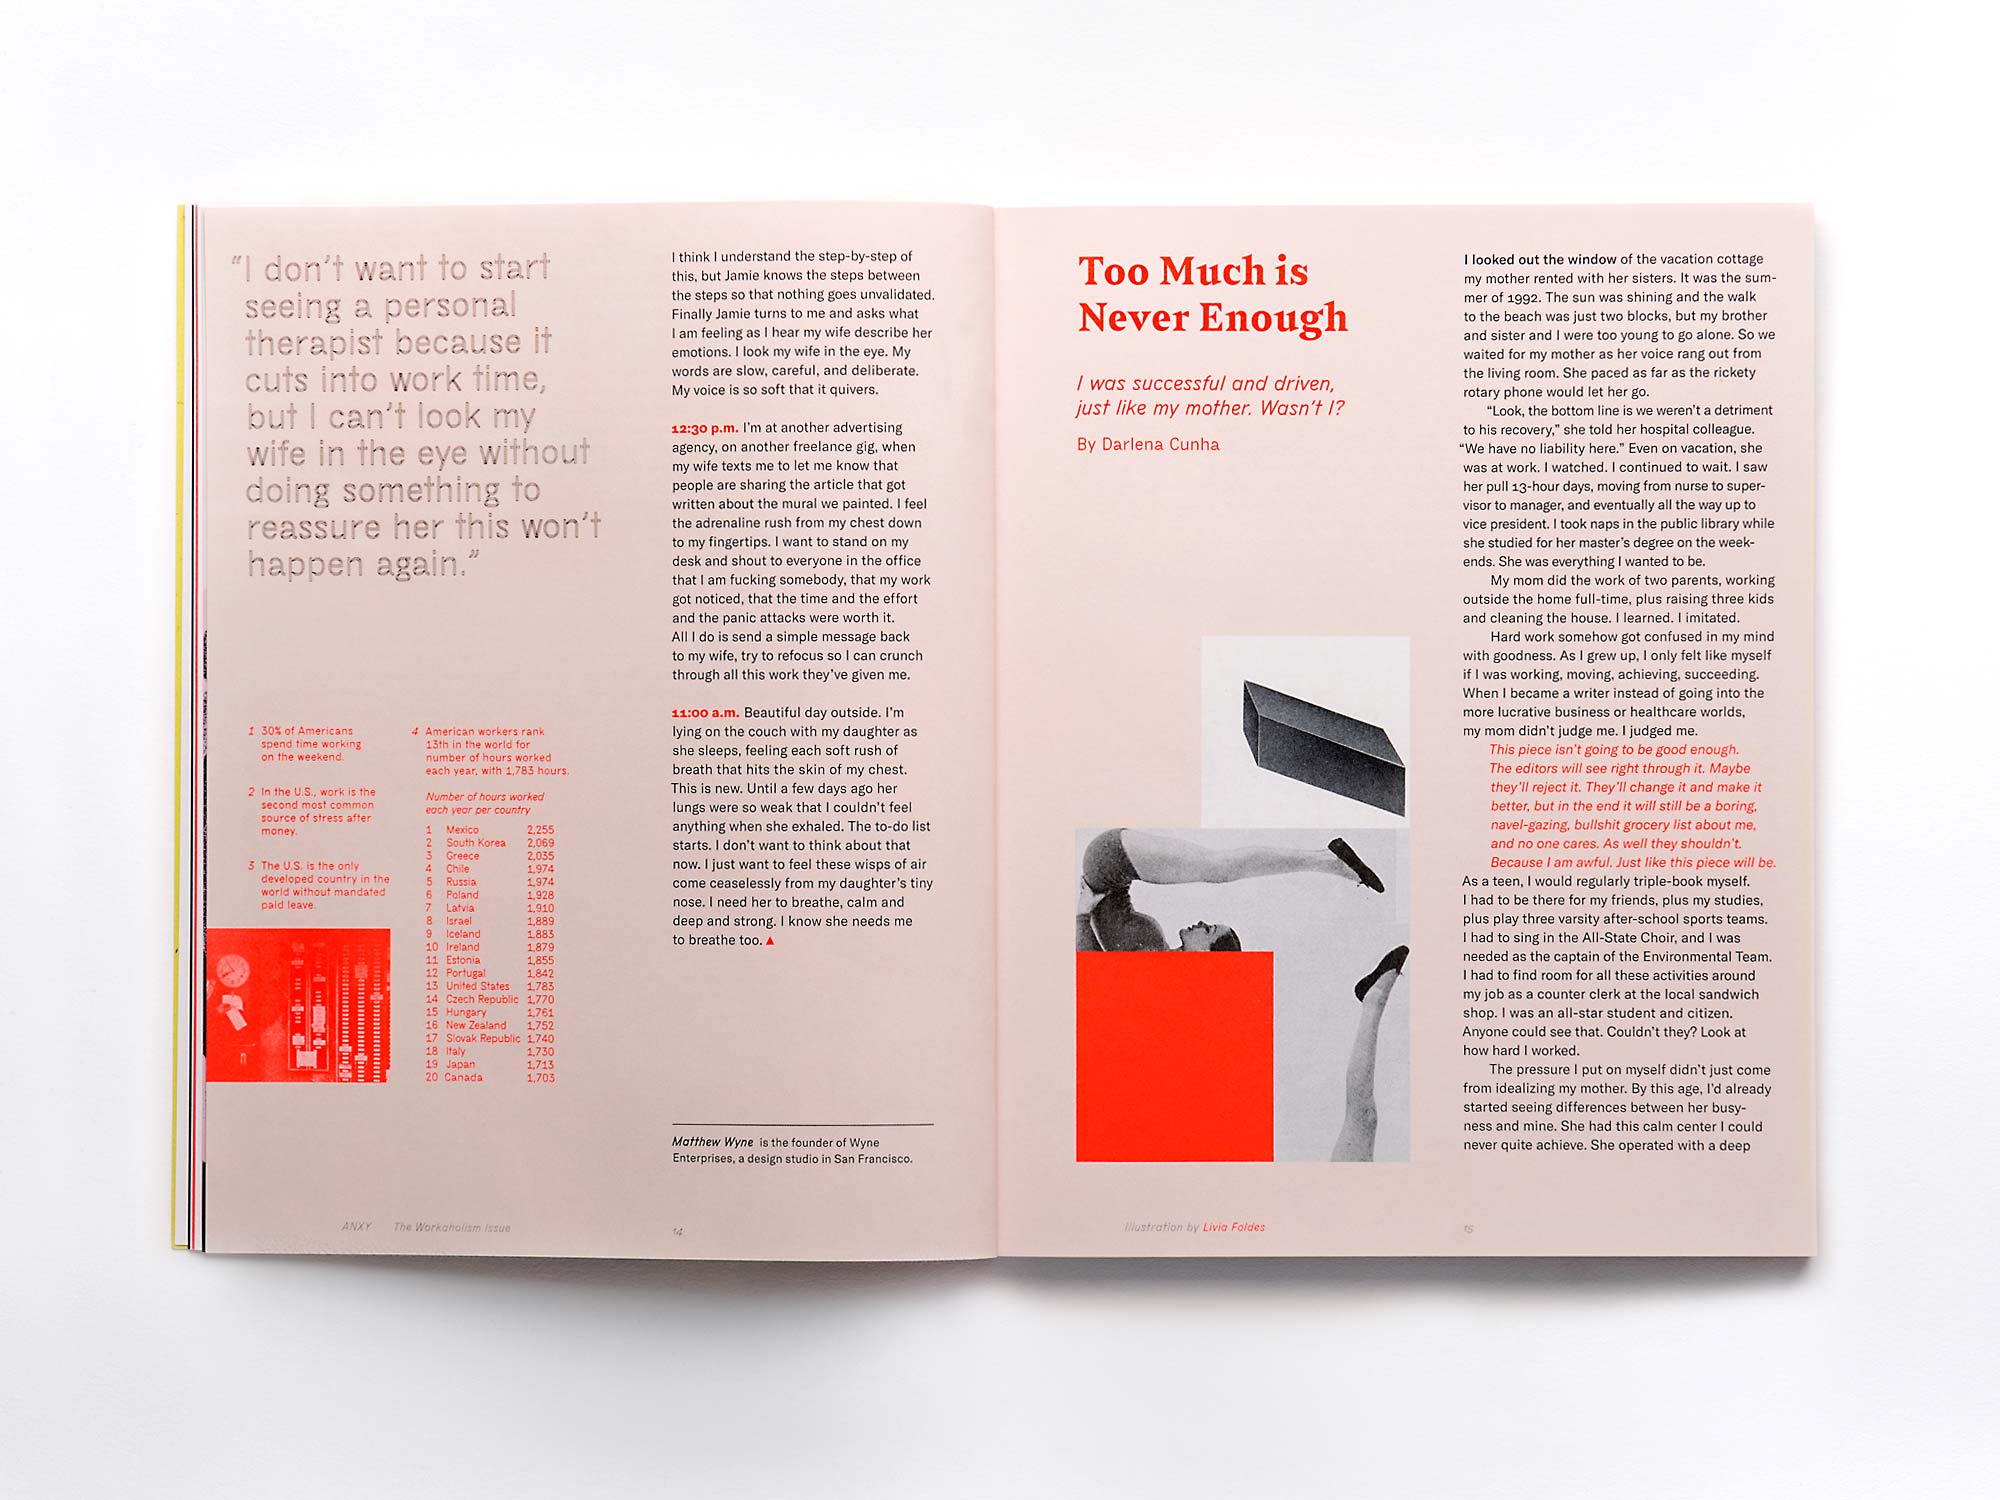 “I don’t want to start
seeing a personal
therapist because it
cuts into work time,
but I can’t look my
wife in the eye without
doing something to
reassure her this won’t
happen again.”
1 30% of Americans
spend time working
on the weekend.
2 In the U.S., work is the
second most common
source of stress after
money.
3 The U.S. is the only
developed country in the
world without mandated
paid leave.
4 American workers rank
13th in the world for
number of hours worked
each year, with 1,783 hours.
Number of hours worked
each year per country
1 Mexico 2,255
2 South Korea 2,069
3 Greece 2,035
4 Chile 1,974
5 Russia 1,974
6 Poland 1,928
7 Latvia 1,910
8 Israel 1,889
9 Iceland 1,883
10 Ireland 1,879
11 Estonia 1,855
12 Portugal 1,842
13 United States 1,783
14 Czech Republic 1,770
15 Hungary 1,761
16 New Zealand 1,752
17 Slovak Republic 1,740
18 Italy 1,730
19 Japan 1,713
20 Canada 1,703
I think I understand the step-by-step of
this, but Jamie knows the steps between
the steps so that nothing goes unvalidated.
Finally Jamie turns to me and asks what
I am feeling as I hear my wife describe her
emotions. I look my wife in the eye. My
words are slow, careful, and deliberate.
My voice is so soft that it quivers.
12:30 p.m. I’m at another advertising
agency, on another freelance gig, when
my wife texts me to let me know that
people are sharing the article that got
written about the mural we painted. I feel
the adrenaline rush from my chest down
to my fingertips. I want to stand on my
desk and shout to everyone in the office
that I am fucking somebody, that my work
got noticed, that the time and the effort
and the panic attacks were worth it.
All I do is send a simple message back
to my wife, try to refocus so I can crunch
through all this work they’ve given me.
11:00 a.m. Beautiful day outside. I’m
lying on the couch with my daughter as
she sleeps, feeling each soft rush of
breath that hits the skin of my chest.
This is new. Until a few days ago her
lungs were so weak that I couldn’t feel
anything when she exhaled. The to-do list
starts. I don’t want to think about that
now. I just want to feel these wisps of air
come ceaselessly from my daughter’s tiny
nose. I need her to breathe, calm and
deep and strong. I know she needs me
to breathe too. ▲
Matthew Wyne is the founder of Wyne
Enterprises, a design studio in San Francisco.
ANXY The Workaholism Issue
14
Too Much is
Never Enough
I was successful and driven,
just like my mother. Wasn’t I?
By Darlena Cunha
Illustration by Livia Foldes
I looked out the window of the vacation cottage
my mother rented with her sisters. It was the sum-
mer of 1992. The sun was shining and the walk
to the beach was just two blocks, but my brother
and sister and I were too young to go alone. So we
waited for my mother as her voice rang out from
the living room. She paced as far as the rickety
rotary phone would let her go.
“Look, the bottom line is we weren’t a detriment
to his recovery,” she told her hospital colleague.
“We have no liability here.” Even on vacation, she
was at work. I watched. I continued to wait. I saw
her pull 13-hour days, moving from nurse to super-
visor to manager, and eventually all the way up to
vice president. I took naps in the public library while
she studied for her master’s degree on the week-
ends. She was everything I wanted to be.
My mom did the work of two parents, working
outside the home full-time, plus raising three kids
and cleaning the house. I learned. I imitated.
Hard work somehow got confused in my mind
with goodness. As I grew up, I only felt like myself
if I was working, moving, achieving, succeeding.
When I became a writer instead of going into the
more lucrative business or healthcare worlds,
my mom didn’t judge me. I judged me.
This piece isn’t going to be good enough.
The editors will see right through it. Maybe
they’ll reject it. They’ll change it and make it
better, but in the end it will still be a boring,
navel-gazing, bullshit grocery list about me,
and no one cares. As well they shouldn’t.
Because I am awful. Just like this piece will be.
As a teen, I would regularly triple-book myself.
I had to be there for my friends, plus my studies,
plus play three varsity after-school sports teams.
I had to sing in the All-State Choir, and I was
needed as the captain of the Environmental Team.
I had to find room for all these activities around
my job as a counter clerk at the local sandwich
shop. I was an all-star student and citizen.
Anyone could see that. Couldn’t they? Look at
how hard I worked.
The pressure I put on myself didn’t just come
from idealizing my mother. By this age, I’d already
started seeing differences between her busy-
ness and mine. She had this calm center I could
never quite achieve. She operated with a deep
15